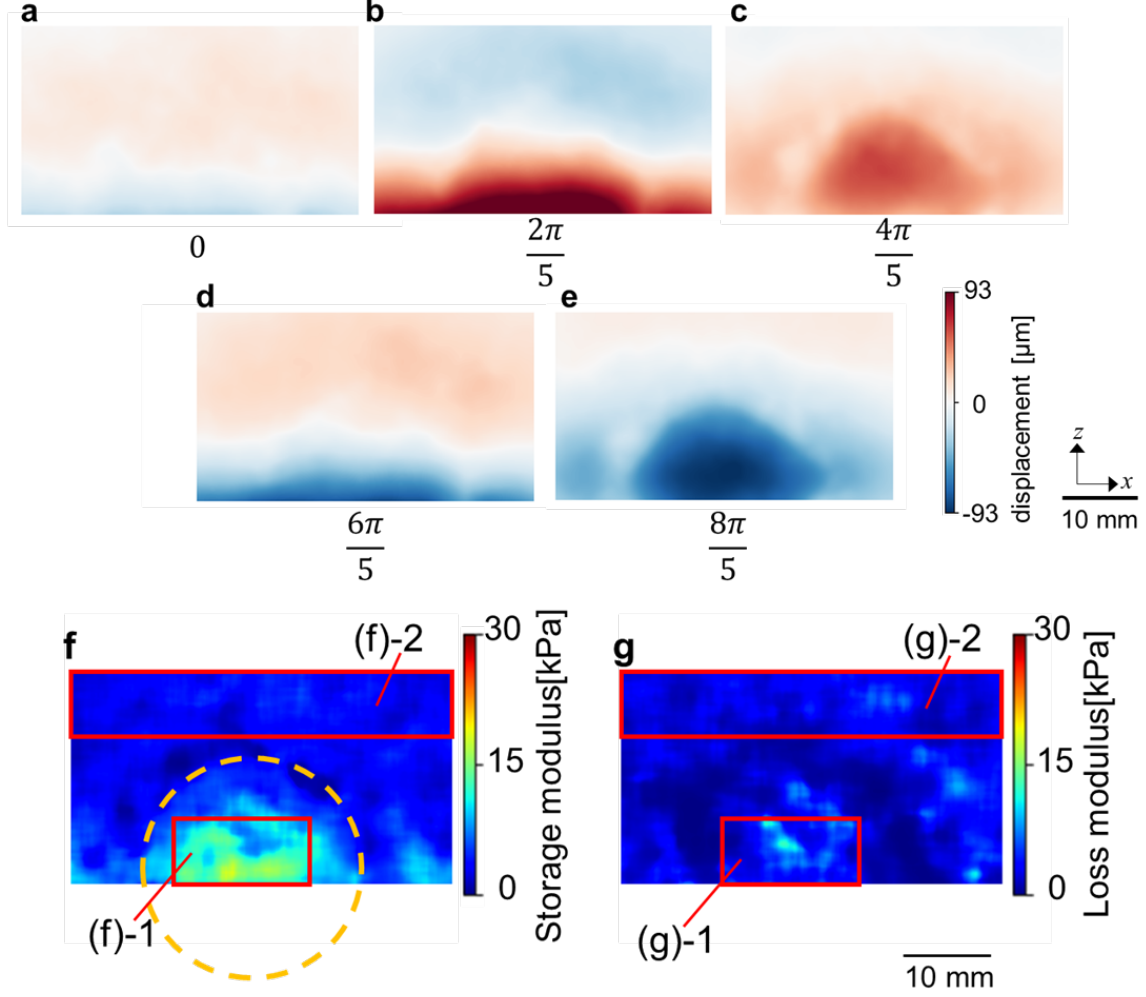 a
b
c
0
2π/5
4π/5
d
e
6π/5
8π/5
93
0
-93
displacement [μm]
z
x
10 mm
f
(f)-2
(f)-1
30
15
0
Storage modulus[kPa]
g
(g)-2
(g)-1
30
15
0
Loss modulus[kPa]
10 mm